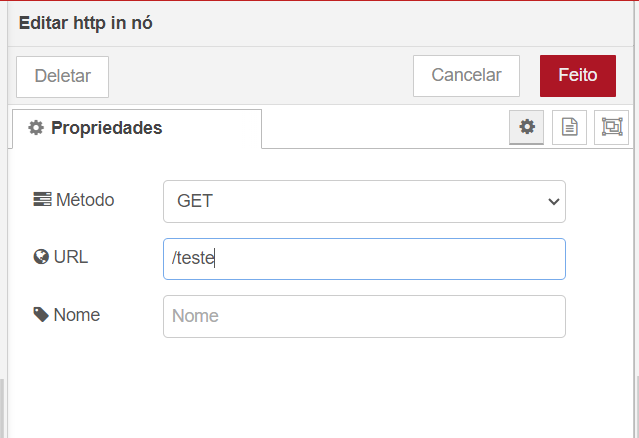 Editar http in nó
Deletar
Cancelar
Feito
Propriedades
Método
GET
URL
/teste
Nome
Nome